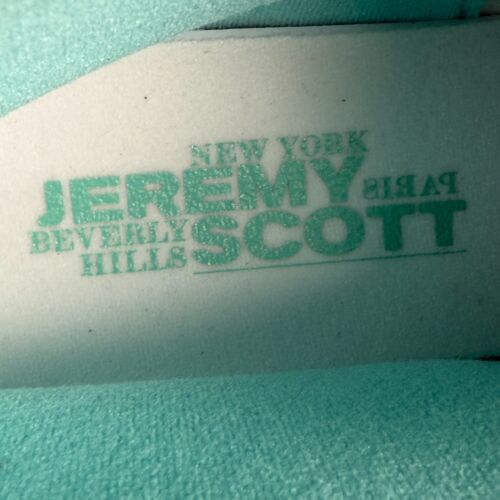 NEW YORK
JEREMY PARIS
BEVERLY SCOTT
HILLS